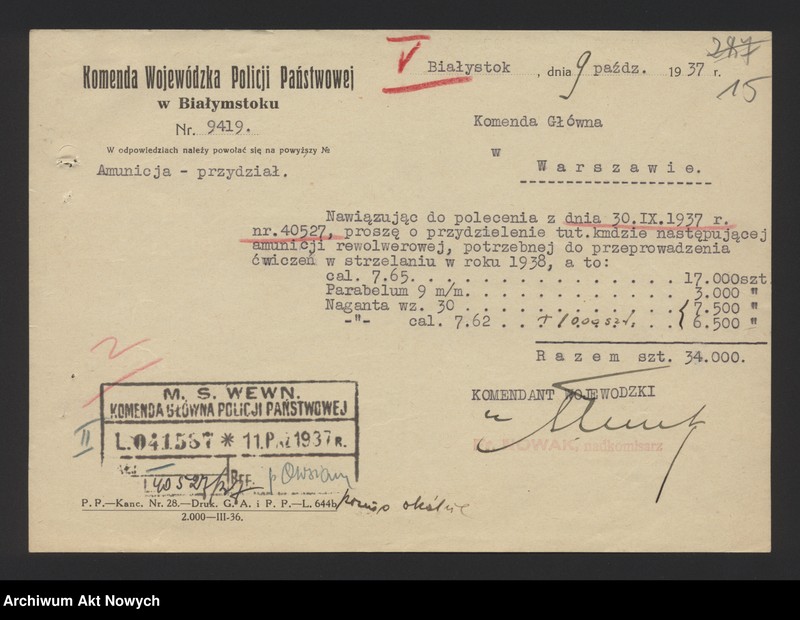 287
15
V
Komenda Wojewódzka Policji Państwowej
w Białymstoku
Nr. 9419.
W odpowiedziach należy powołać się na powyższy №
Amunicja - przydział.
Białystok, dnia 9 paźdz. 1937 r.
Komenda Główna
w
Warszawie.
Nawiązując do polecenia z dnia 30.IX.1937 r.
nr.40527, proszę o przydzielenie tut.kmdzie następującej
amunicji rewolwerowej, potrzebnej do przeprowadzenia
ćwiczeń w strzelaniu w roku 1938, a to:
cal. 7.65. . . . . . . . . . . . . . . 17.000szt
Parabelum 9 m/m. . . . . . . . . . . . 3.000 "
Naganta wz. 30 . . . . . . . . . . . . 7.500 "
-"- cal. 7.62 . . . . . 6.500 "
Razem szt. 34.000.
KOMENDANT WOJEWODZKI
NOWAK, nadkomisarz
M. S. WEWN.
KOMENDA GŁÓWNA POLICJI PAŃSTWOWEJ
L.041557 * 11.PAŹ.1937 R.
II
P. P.—Kanc. Nr. 28.—Druk. G. A. i P. P.—L. 644b
2.000—III-36.
Archiwum Akt Nowych